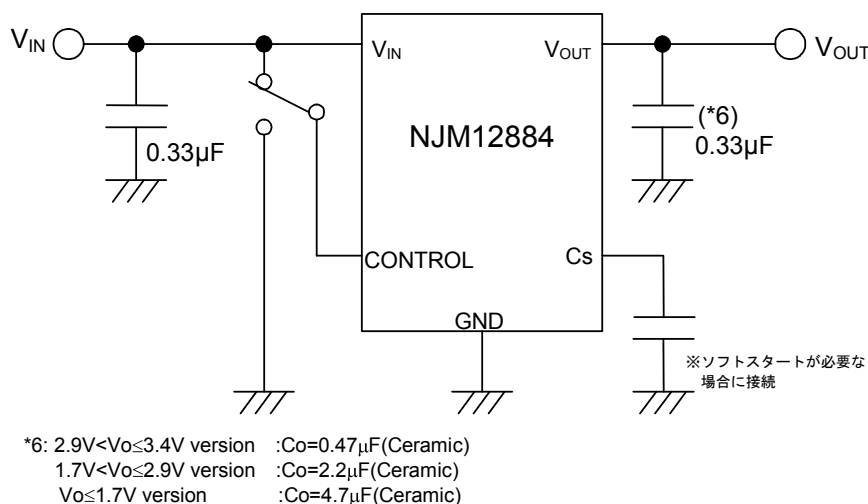 VIN
VIN
VOUT
VOUT
0.33µF
NJM12884
(*6)
0.33µF
CONTROL
Cs
GND
※ソフトスタートが必要な
場合に接続
*6: 2.9V<Vo≤3.4V version :Co=0.47µF(Ceramic)
1.7V<Vo≤2.9V version :Co=2.2µF(Ceramic)
Vo≤1.7V version :Co=4.7µF(Ceramic)